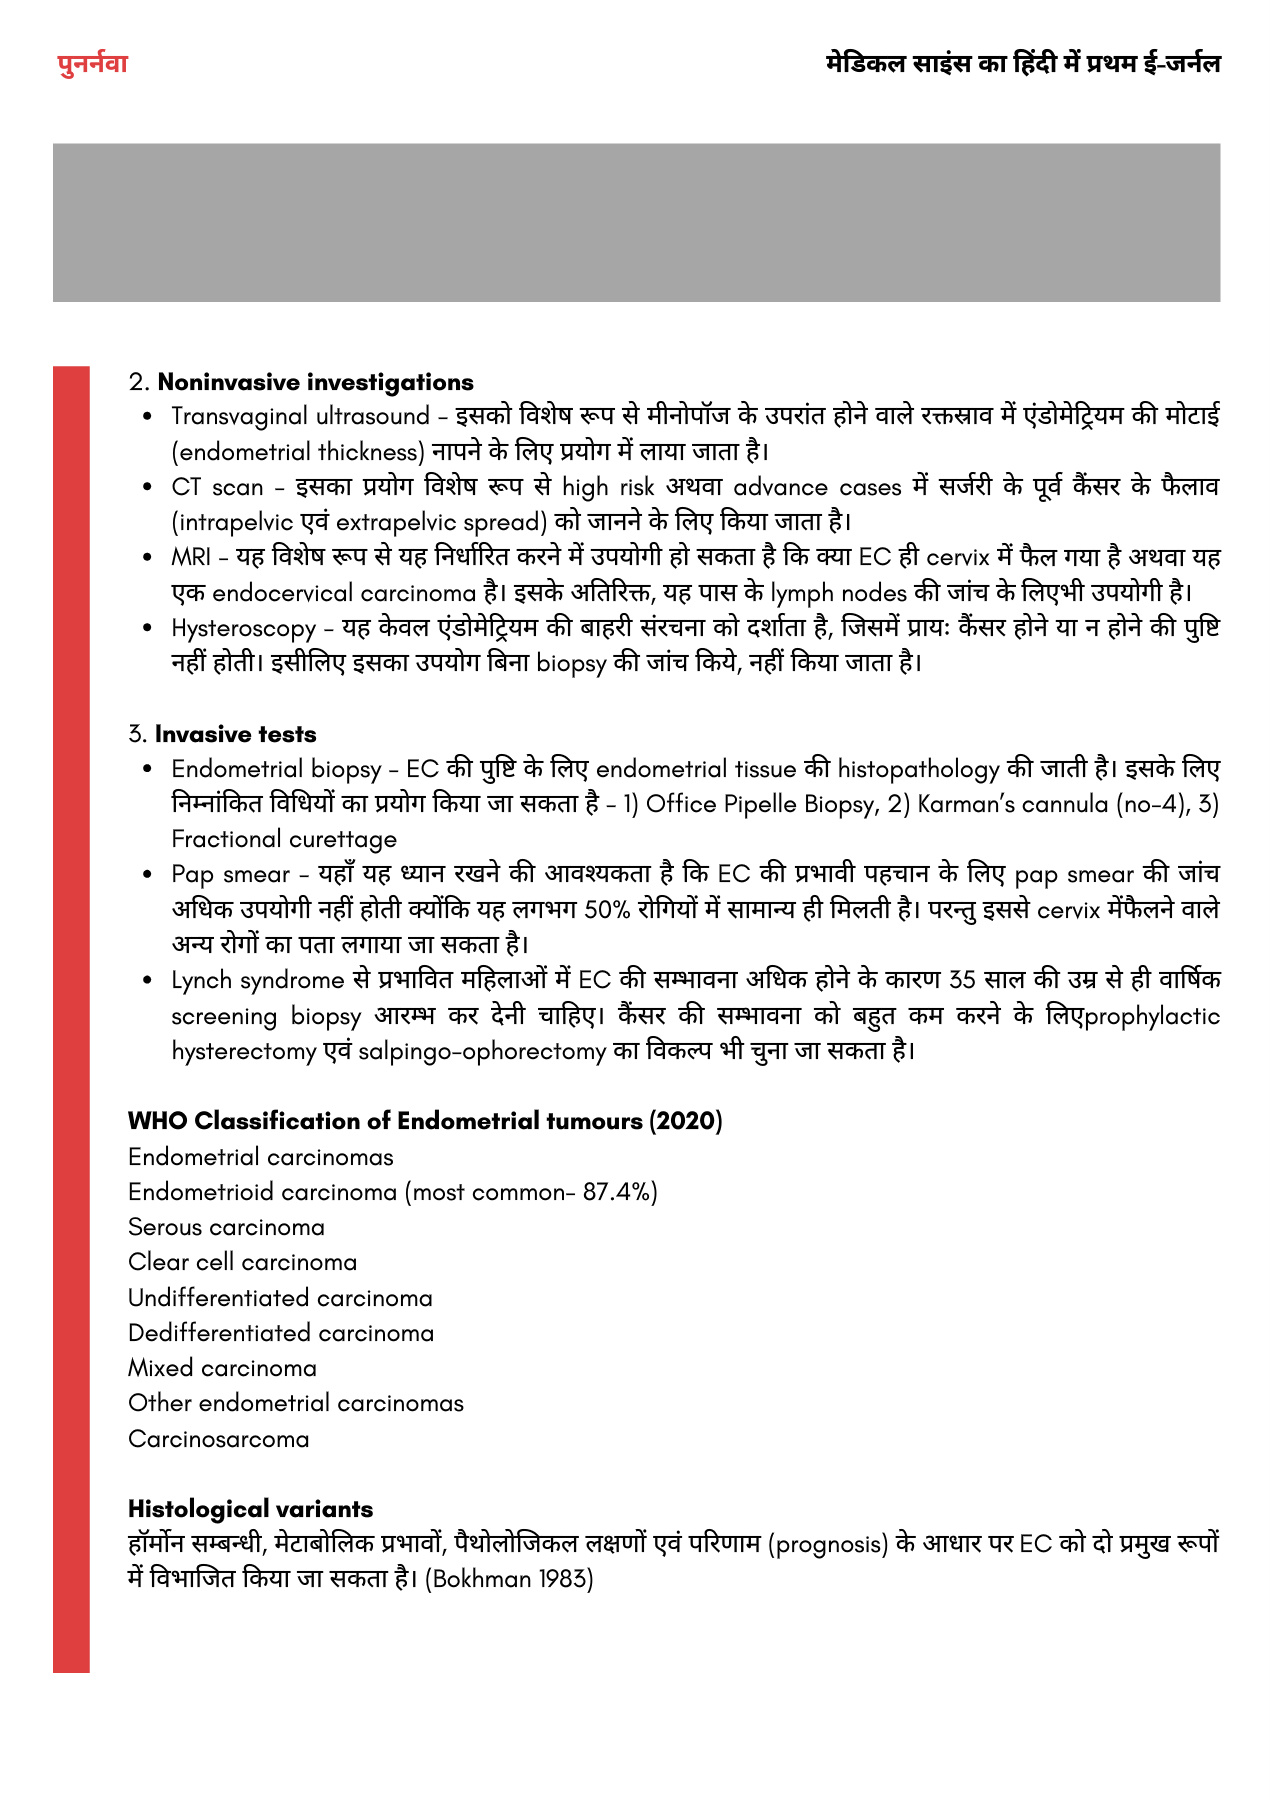 पुनर्नवा
मेडिकल साइंस का हिंदी में प्रथम ई-जर्नल
2. Noninvasive investigations
• Transvaginal ultrasound - इसको विशेष रूप से मीनोपॉज के उपरांत होने वाले रक्तस्राव में एंडोमेट्रियम की मोटाई
(endometrial thickness) नापने के लिए प्रयोग में लाया जाता है।
• CT scan - इसका प्रयोग विशेष रूप से high risk अथवा advance cases में सर्जरी के पूर्व कैंसर के फैलाव
(intrapelvic एवं extrapelvic spread) को जानने के लिए किया जाता है।
• MRI - यह विशेष रूप से यह निर्धारित करने में उपयोगी हो सकता है कि क्या EC ही cervix में फैल गया है अथवा यह
एक endocervical carcinoma है। इसके अतिरिक्त, यह पास के lymph nodes की जांच के लिएभी उपयोगी है।
• Hysteroscopy - यह केवल एंडोमेट्रियम की बाहरी संरचना को दर्शाता है, जिसमें प्रायः कैंसर होने या न होने की पुष्टि
नहीं होती। इसीलिए इसका उपयोग बिना biopsy की जांच किये, नहीं किया जाता है।
3. Invasive tests
• Endometrial biopsy - EC की पुष्टि के लिए endometrial tissue की histopathology की जाती है। इसके लिए
निम्नांकित विधियों का प्रयोग किया जा सकता है - 1) Office Pipelle Biopsy, 2) Karman’s cannula (no-4), 3)
Fractional curettage
• Pap smear - यहाँ यह ध्यान रखने की आवश्यकता है कि EC की प्रभावी पहचान के लिए pap smear की जांच
अधिक उपयोगी नहीं होती क्योंकि यह लगभग 50% रोगियों में सामान्य ही मिलती है। परन्तु इससे cervix मेंफैलने वाले
अन्य रोगों का पता लगाया जा सकता है।
• Lynch syndrome से प्रभावित महिलाओं में EC की सम्भावना अधिक होने के कारण 35 साल की उम्र से ही वार्षिक
screening biopsy आरम्भ कर देनी चाहिए। कैंसर की सम्भावना को बहुत कम करने के लिएprophylactic
hysterectomy एवं salpingo-ophorectomy का विकल्प भी चुना जा सकता है।
WHO Classification of Endometrial tumours (2020)
Endometrial carcinomas
Endometrioid carcinoma (most common- 87.4%)
Serous carcinoma
Clear cell carcinoma
Undifferentiated carcinoma
Dedifferentiated carcinoma
Mixed carcinoma
Other endometrial carcinomas
Carcinosarcoma
Histological variants
हॉर्मोन सम्बन्धी, मेटाबोलिक प्रभावों, पैथोलोजिकल लक्षणों एवं परिणाम (prognosis) के आधार पर EC को दो प्रमुख रूपों
में विभाजित किया जा सकता है। (Bokhman 1983)